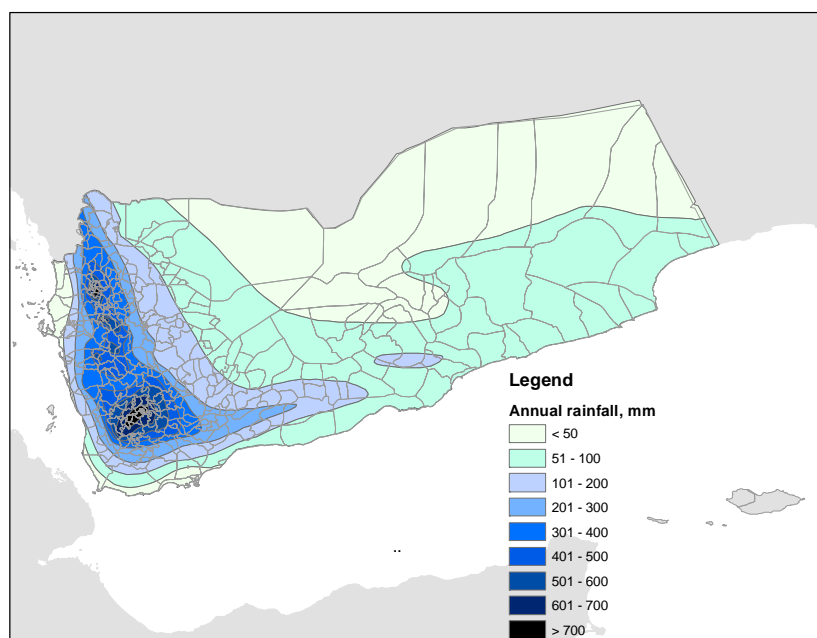 Legend
Annual rainfall, mm
< 50
51 - 100
101 - 200
201 - 300
301 - 400
401 - 500
501 - 600
601 - 700
> 700